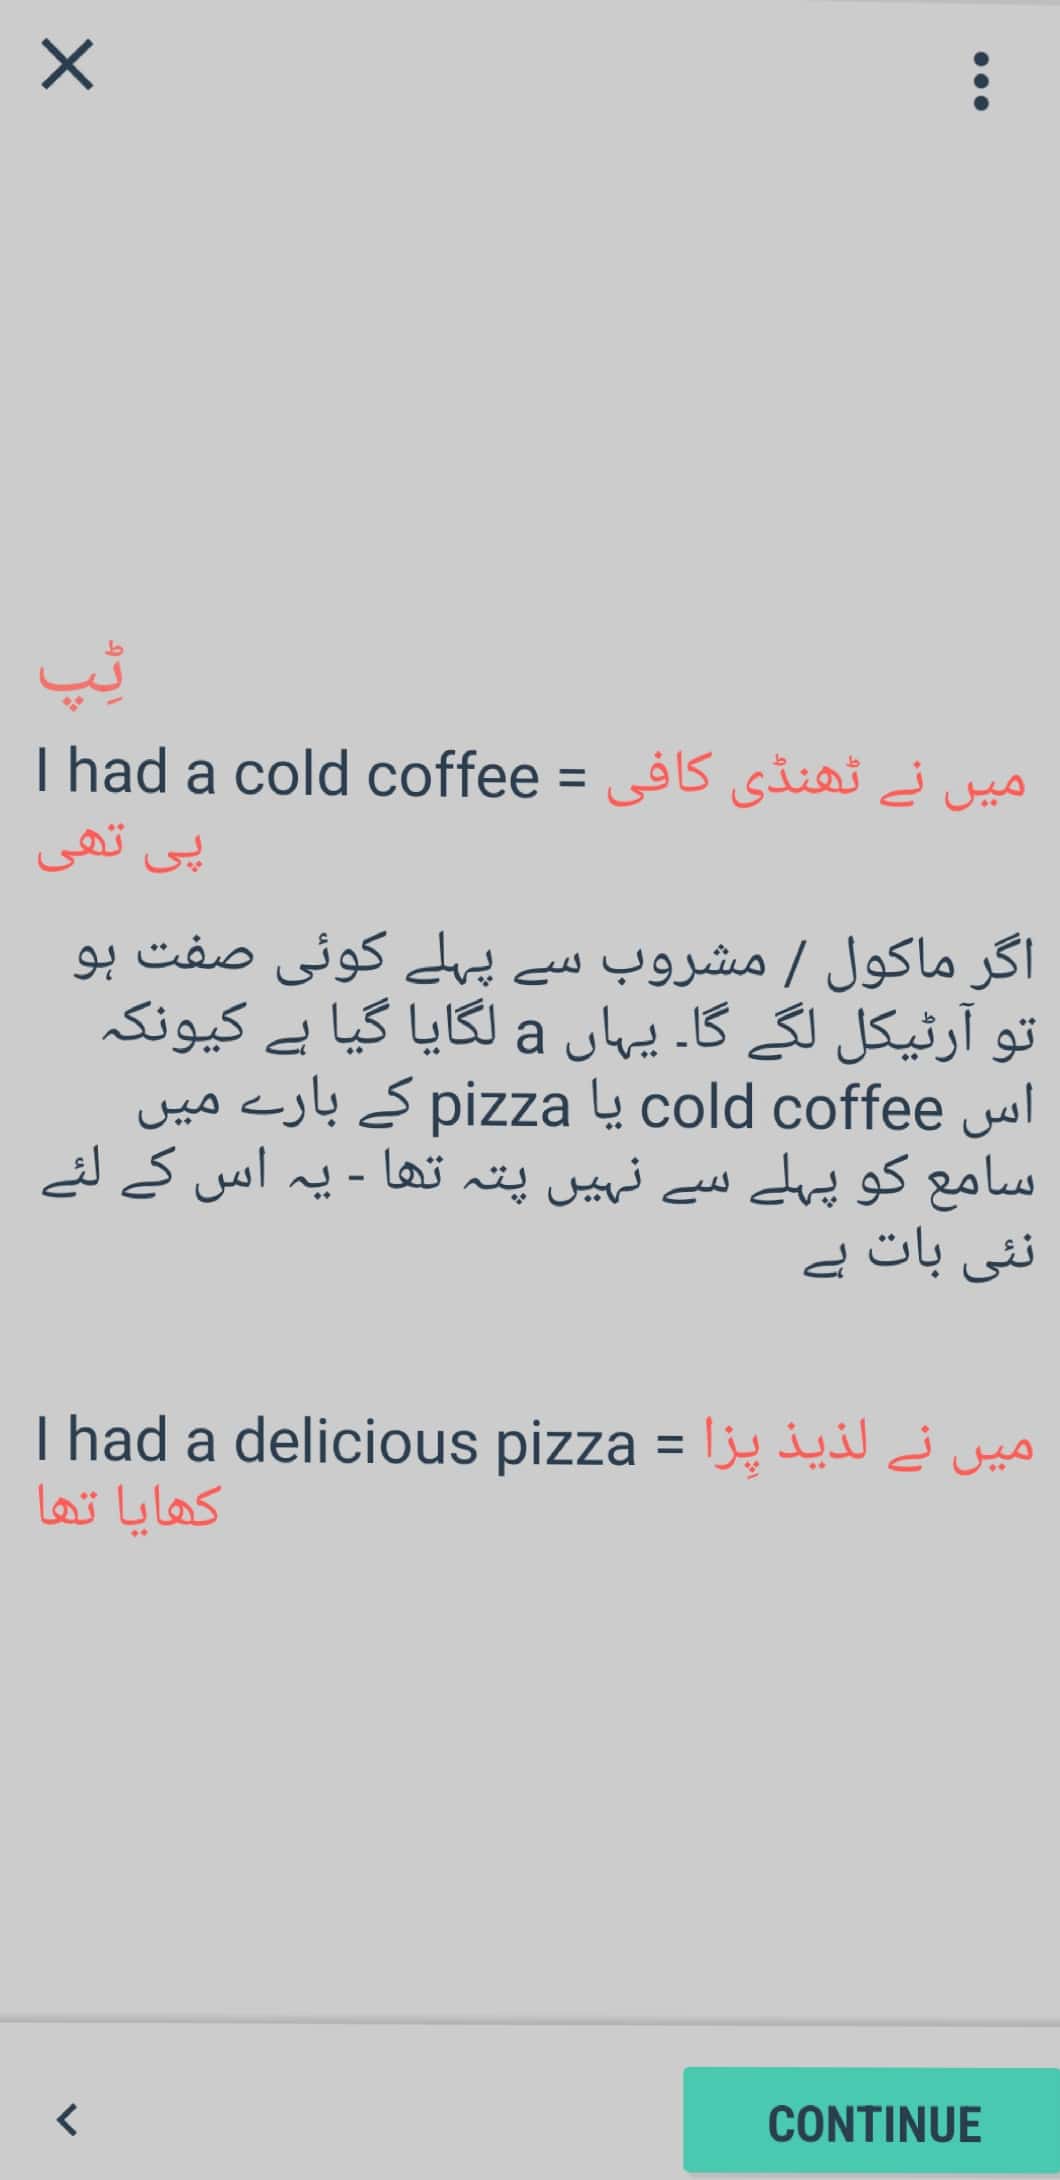 ٹِپ
I had a cold coffee = میں نے ٹھنڈی کافی
پی تھی
اگر ماکول / مشروب سے پہلے کوئی صفت ہو
تو آرٹیکل لگے گا۔ یہاں a لگایا گیا ہے کیونکہ
اس cold coffee یا pizza کے بارے میں
سامع کو پہلے سے نہیں پتہ تھا - یہ اس کے لئے
نئی بات ہے
I had a delicious pizza = میں نے لذیذ پِزا
کھایا تھا
CONTINUE